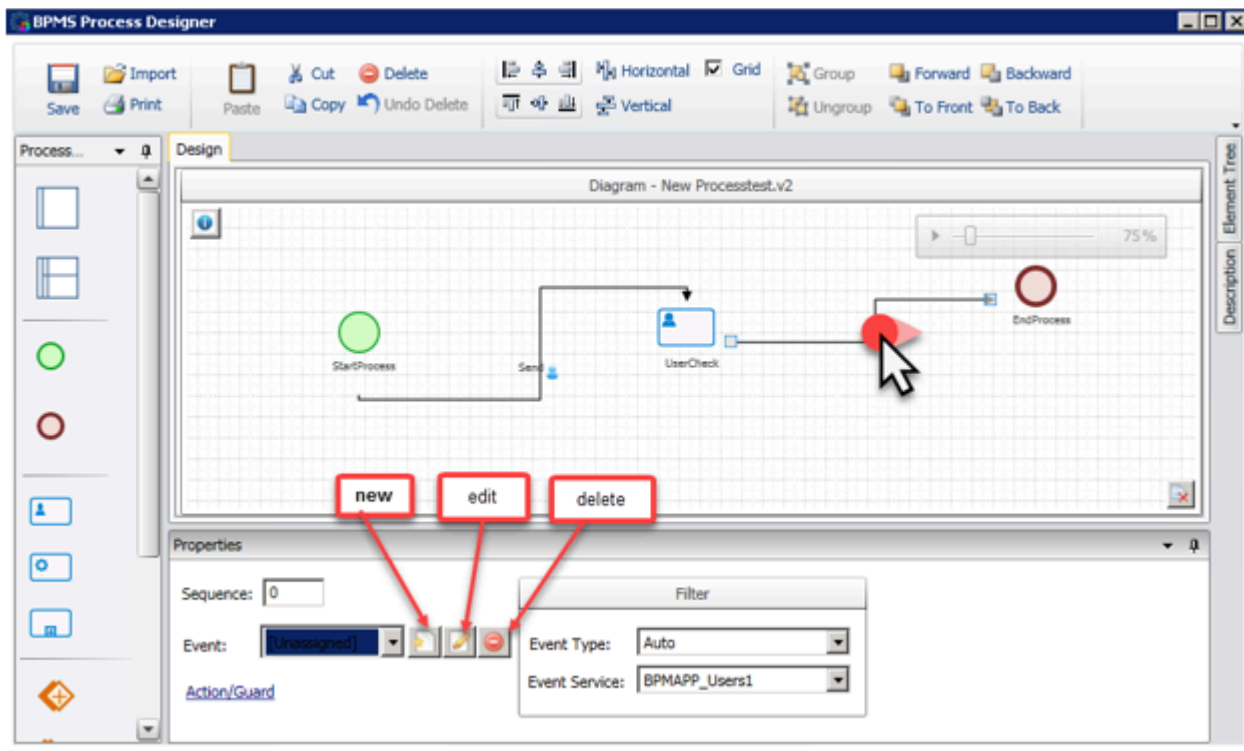 BPMS Process Designer
Save
Import
Print
Paste
Cut
Delete
Copy
Undo Delete
Horizontal
Grid
Vertical
Group
Forward
Backward
Ungroup
To Front
To Back
Process...
Design
Diagram - New Processtest.v2
75%
StartProcess
Send
UserCheck
EndProcess
Element Tree
Description
new
edit
delete
Properties
Sequence: 0
Filter
Event: [Unassigned]
Event Type: Auto
Event Service: BPMAPP_Users1
Action/Guard